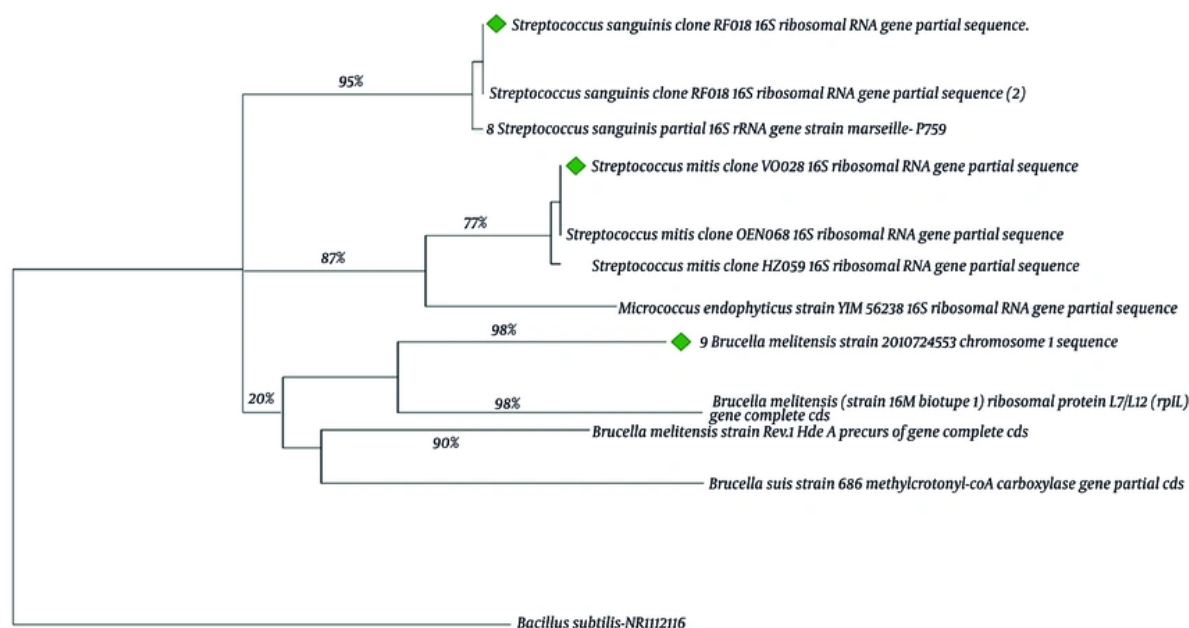 Streptococcus sanguinis clone RF018 16S ribosomal RNA gene partial sequence.
95%
Streptococcus sanguinis clone RF018 16S ribosomal RNA gene partial sequence (2)
8 Streptococcus sanguinis partial 16S rRNA gene strain marseille- P759
Streptococcus mitis clone VO028 16S ribosomal RNA gene partial sequence
77%
Streptococcus mitis clone OEN068 16S ribosomal RNA gene partial sequence
87%
Streptococcus mitis clone HZ059 16S ribosomal RNA gene partial sequence
Micrococcus endophyticus strain YIM 56238 16S ribosomal RNA gene partial sequence
98%
9 Brucella melitensis strain 2010724553 chromosome 1 sequence
20%
98%
Brucella melitensis (strain 16M biotupe 1) ribosomal protein L7/L12 (rpIL)
gene complete cds
Brucella melitensis strain Rev.1 Hde A precurs of gene complete cds
90%
Brucella suis strain 686 methylcrotonyl-coA carboxylase gene partial cds
Bacillus subtilis-NR1112116